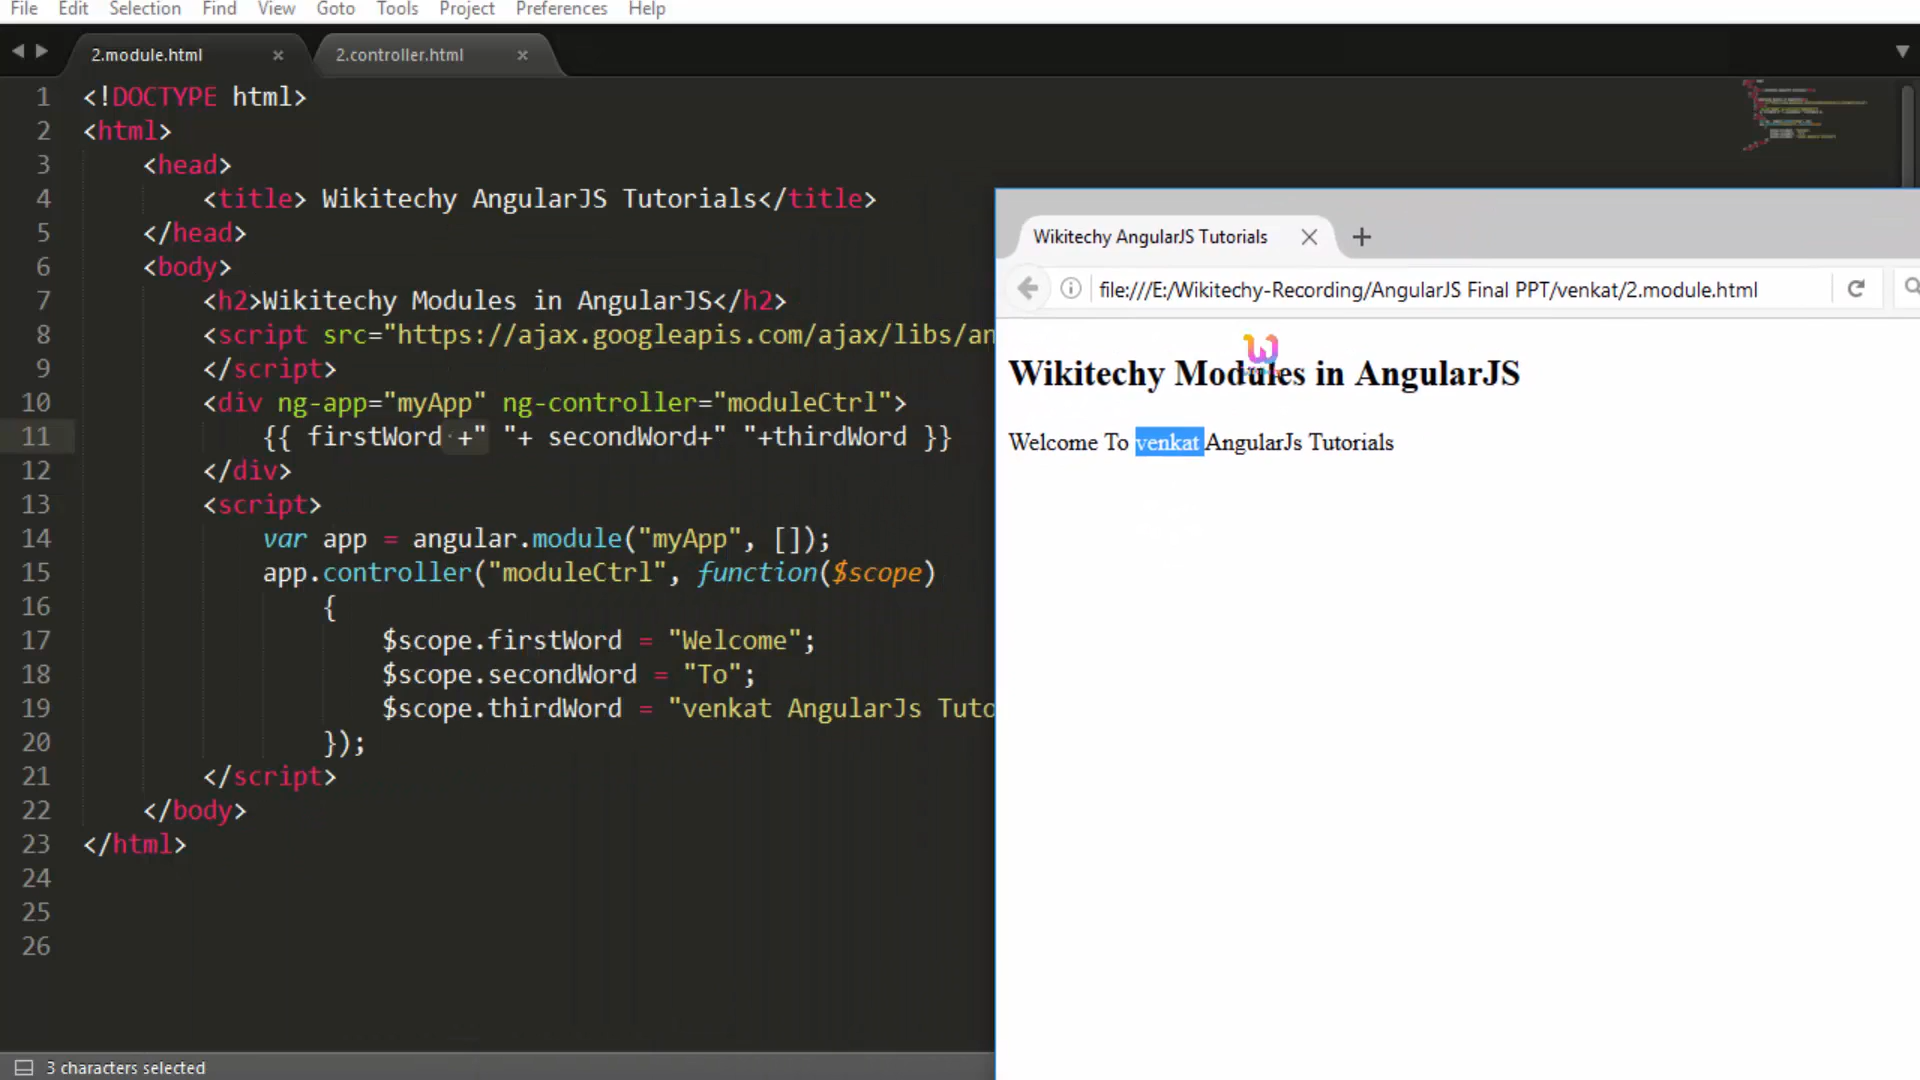 File Edit Selection Find View Goto Tools Project Preferences Help
2.module.html × 2.controller.html ×
1 <!DOCTYPE html>
2 <html>
3 <head>
4 <title> Wikitechy AngularJS Tutorials</title>
5 </head>
6 <body>
7 <h2>Wikitechy Modules in AngularJS</h2>
8 <script src="https://ajax.googleapis.com/ajax/libs/an
9 </script>
10 <div ng-app="myApp" ng-controller="moduleCtrl">
11 {{ firstWord +" "+ secondWord+" "+thirdWord }}
12 </div>
13 <script>
14 var app = angular.module("myApp", []);
15 app.controller("moduleCtrl", function($scope)
16 {
17 $scope.firstWord = "Welcome";
18 $scope.secondWord = "To";
19 $scope.thirdWord = "venkat AngularJs Tuto
20 });
21 </script>
22 </body>
23 </html>
24
25
26
3 characters selected
Wikitechy AngularJS Tutorials
file:///E:/Wikitechy-Recording/AngularJS Final PPT/venkat/2.module.html
Wikitechy Modules in AngularJS
Welcome To venkat AngularJs Tutorials